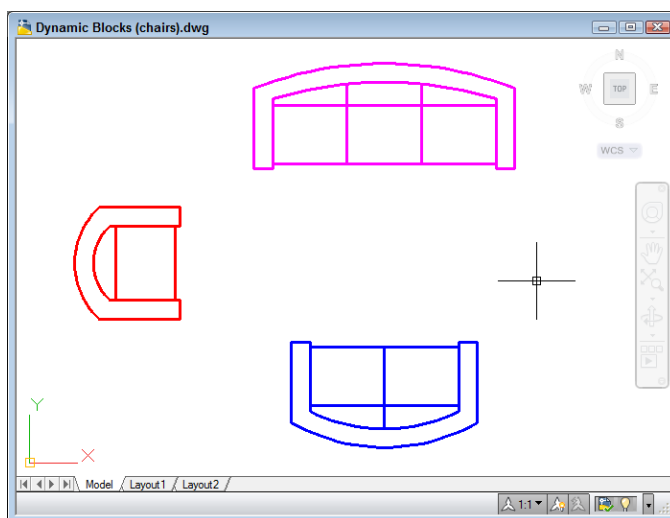 Dynamic Blocks (chairs).dwg
N
W TOP E
S
WCS
Y
X
Model Layout1 Layout2
1:1